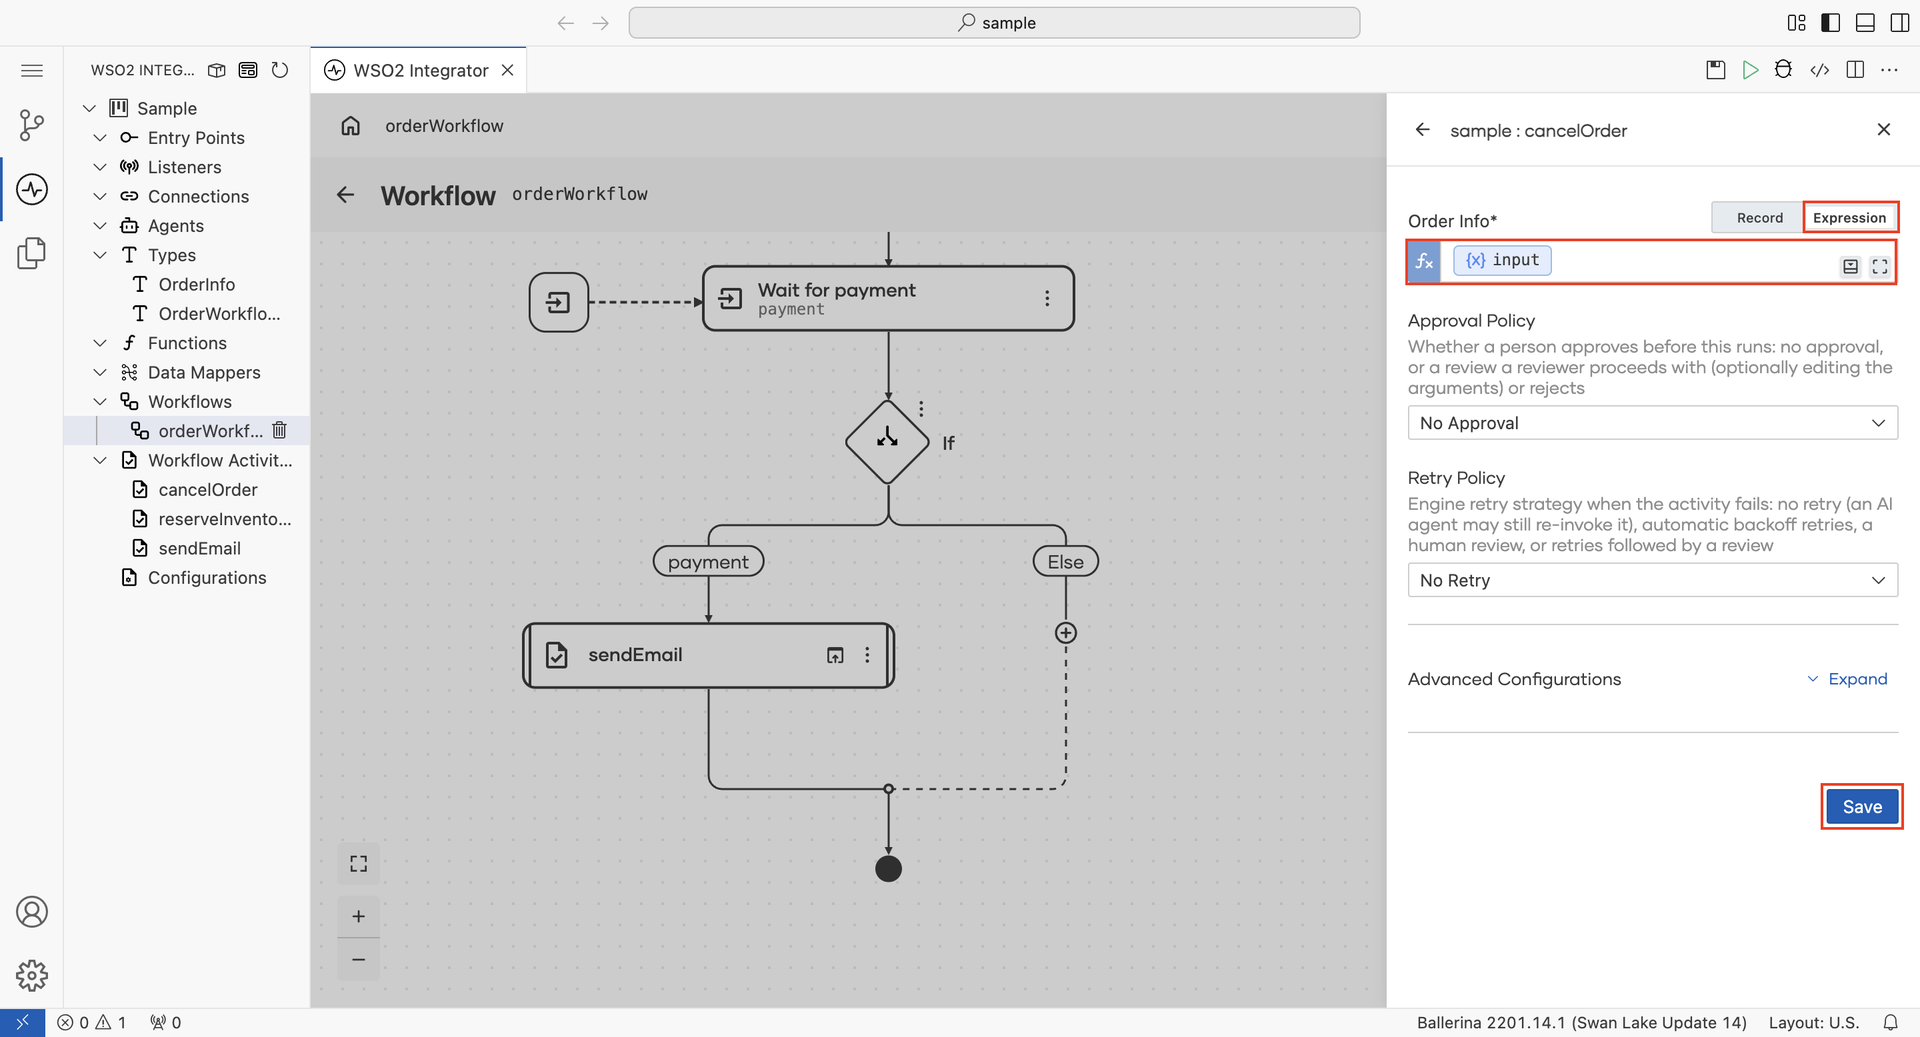 sample
WSO2 INTEG...
WSO2 Integrator
Sample
Entry Points
Listeners
Connections
Agents
Types
OrderInfo
OrderWorkflo...
Functions
Data Mappers
Workflows
orderWorkf...
Workflow Activit...
cancelOrder
reserveInvento...
sendEmail
Configurations
orderWorkflow
Workflow orderWorkflow
Wait for payment
payment
If
payment
Else
sendEmail
sample : cancelOrder
Order Info*
Record
Expression
fx
{x} input
Approval Policy
Whether a person approves before this runs: no approval,
or a review a reviewer proceeds with (optionally editing the
arguments) or rejects
No Approval
Retry Policy
Engine retry strategy when the activity fails: no retry (an AI
agent may still re-invoke it), automatic backoff retries, a
human review, or retries followed by a review
No Retry
Advanced Configurations
Expand
Save
0 1 0
Ballerina 2201.14.1 (Swan Lake Update 14)
Layout: U.S.